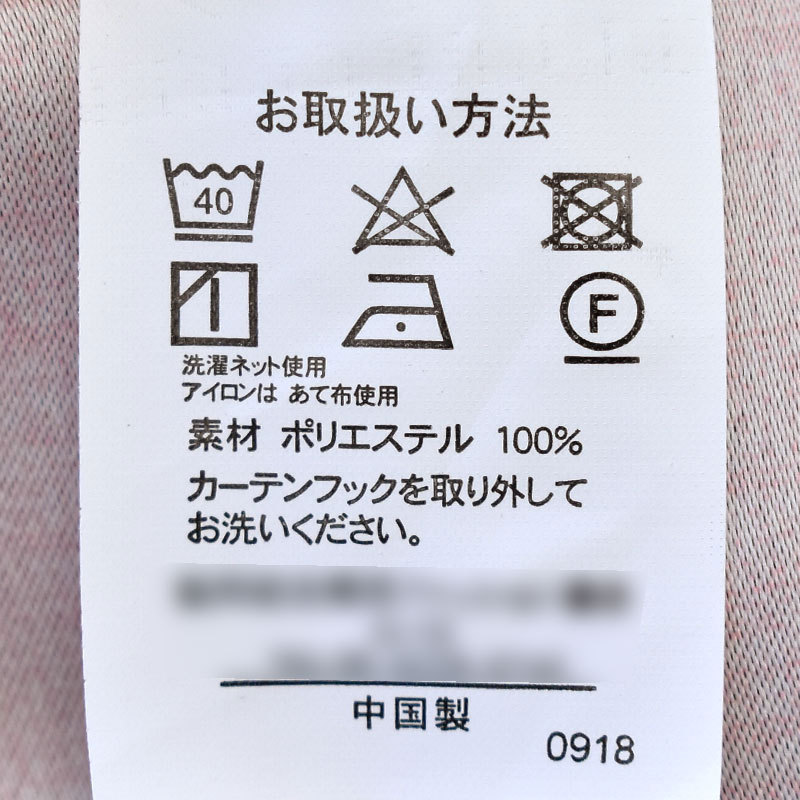 お取扱い方法
40
F
洗濯ネット使用
アイロンは あて布使用
素材 ポリエステル 100%
カーテンフックを取り外して
お洗いください。
中国製
0918